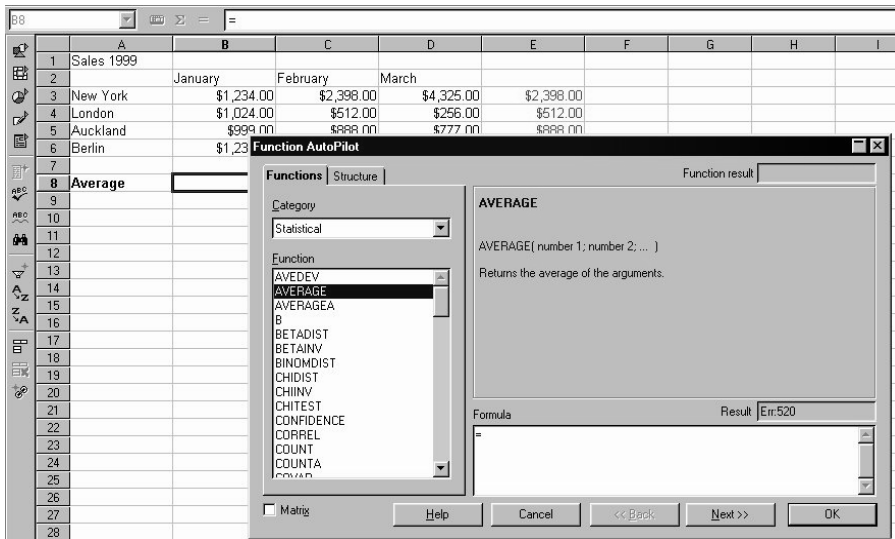 B8 Σ = =
A B C D E F G H I
1 Sales 1999
2 January February March
3 New York $1,234.00 $2,398.00 $4,325.00 $2,398.00
4 London $1,024.00 $512.00 $256.00 $512.00
5 Auckland $999.00 $888.00 $777.00 $888.00
6 Berlin $1,23
7
8 Average
9
10
11
12
13
14
15
16
17
18
19
20
21
22
23
24
25
26
27
28
ABC
ABC
A Z
Z A
Function AutoPilot
Functions Structure
Function result
Category
Statistical
Function
AVEDEV
AVERAGE
AVERAGEA
B
BETADIST
BETAINV
BINOMDIST
CHIDIST
CHIINV
CHITEST
CONFIDENCE
CORREL
COUNT
COUNTA
COVAR
AVERAGE
AVERAGE( number 1; number 2; ... )
Returns the average of the arguments.
Formula Result Err:520
=
Matrix Help Cancel << Back Next >> OK